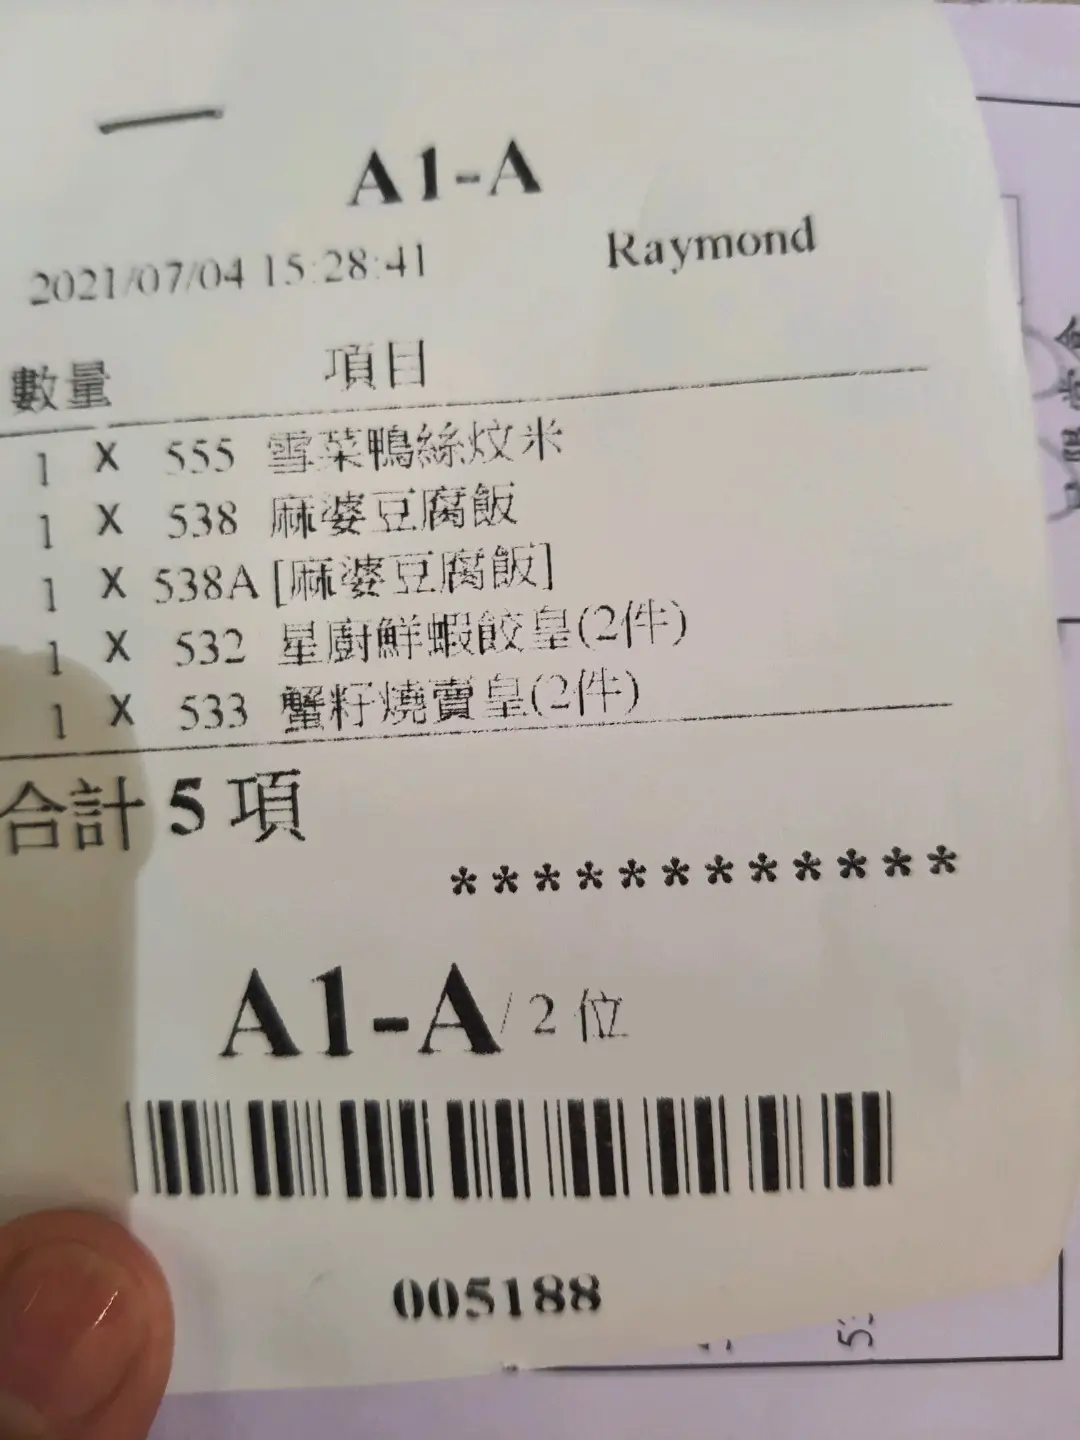 A1-A
2021/07/04 15:28:41 Raymond
數量 項目
1 X 555 雪菜鴨絲炆米
1 X 538 麻婆豆腐飯
1 X 538A [麻婆豆腐飯]
1 X 532 星廚鮮蝦餃皇(2件)
1 X 533 蟹籽燒賣皇(2件)
合計 5 項
************
A1-A / 2 位
005188